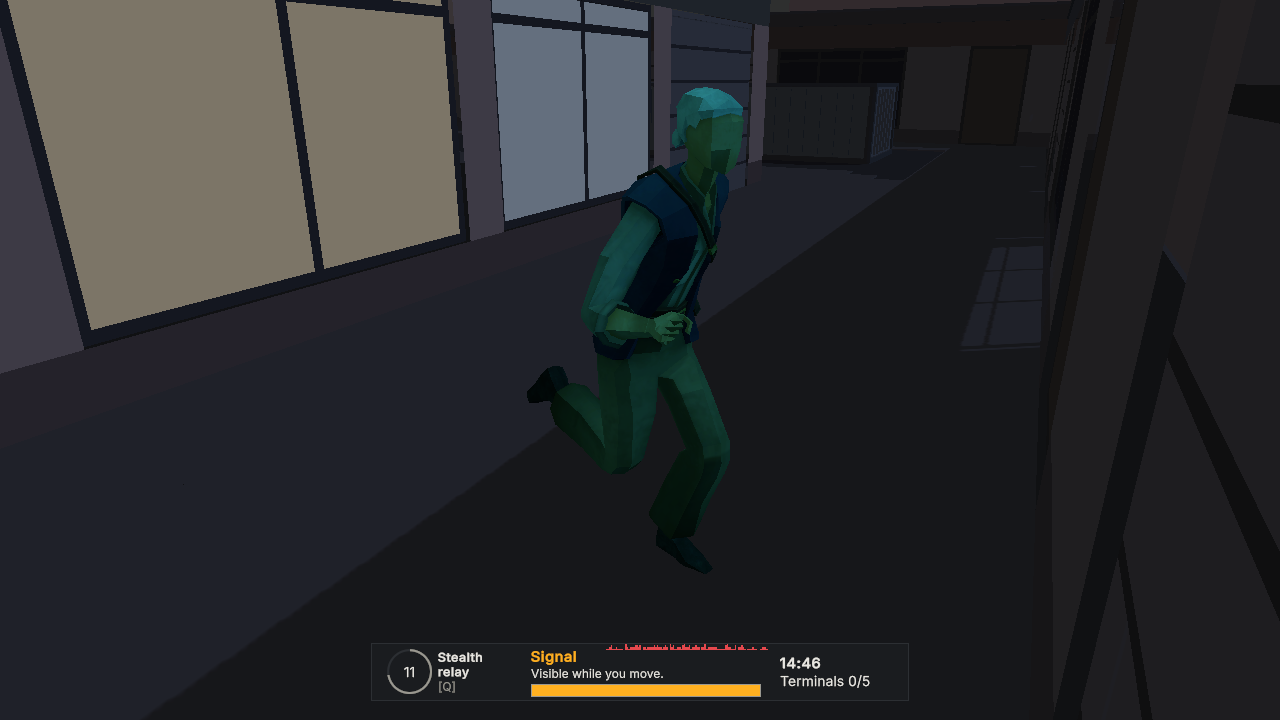 11
Stealth
relay
[Q]
Signal
Visible while you move.
14:46
Terminals 0/5